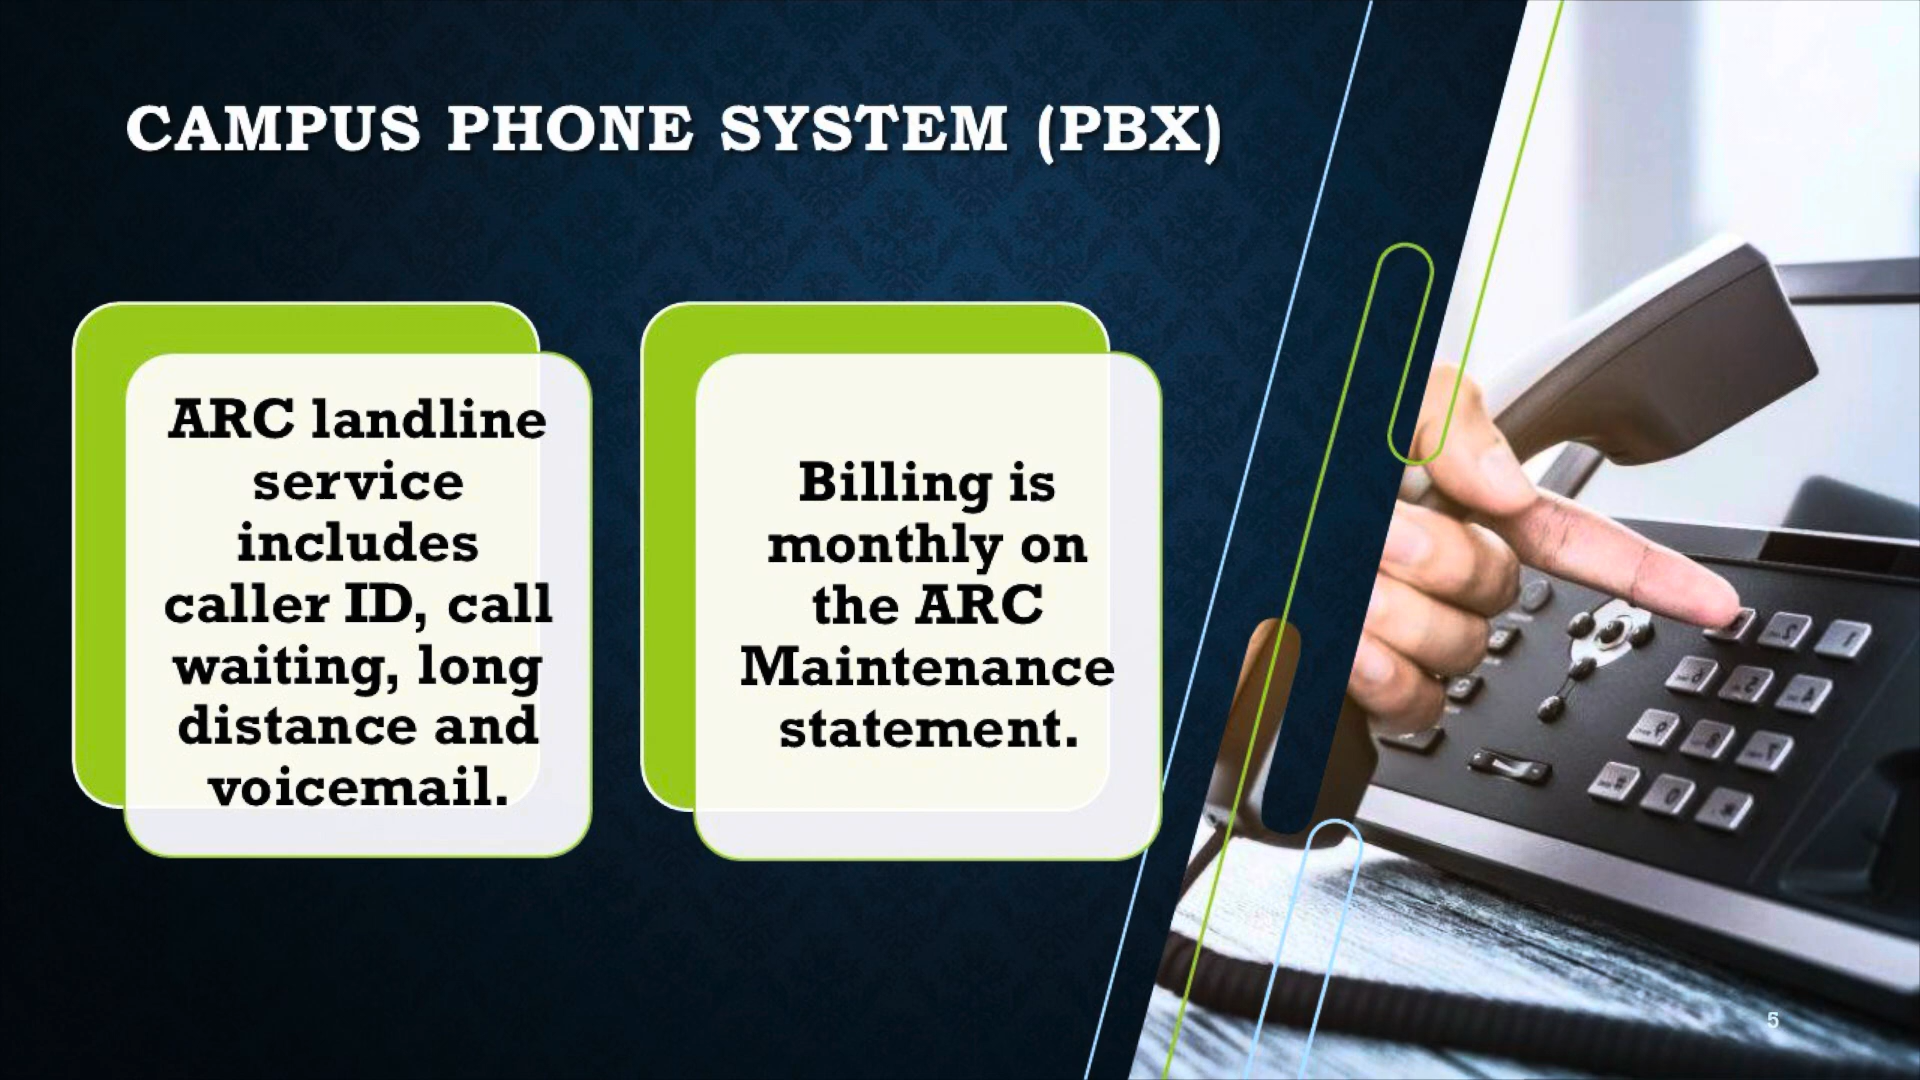 CAMPUS PHONE SYSTEM (PBX)
ARC landline
service
includes
caller ID, call
waiting, long
distance and
voicemail.
Billing is
monthly on
the ARC
Maintenance
statement.
5